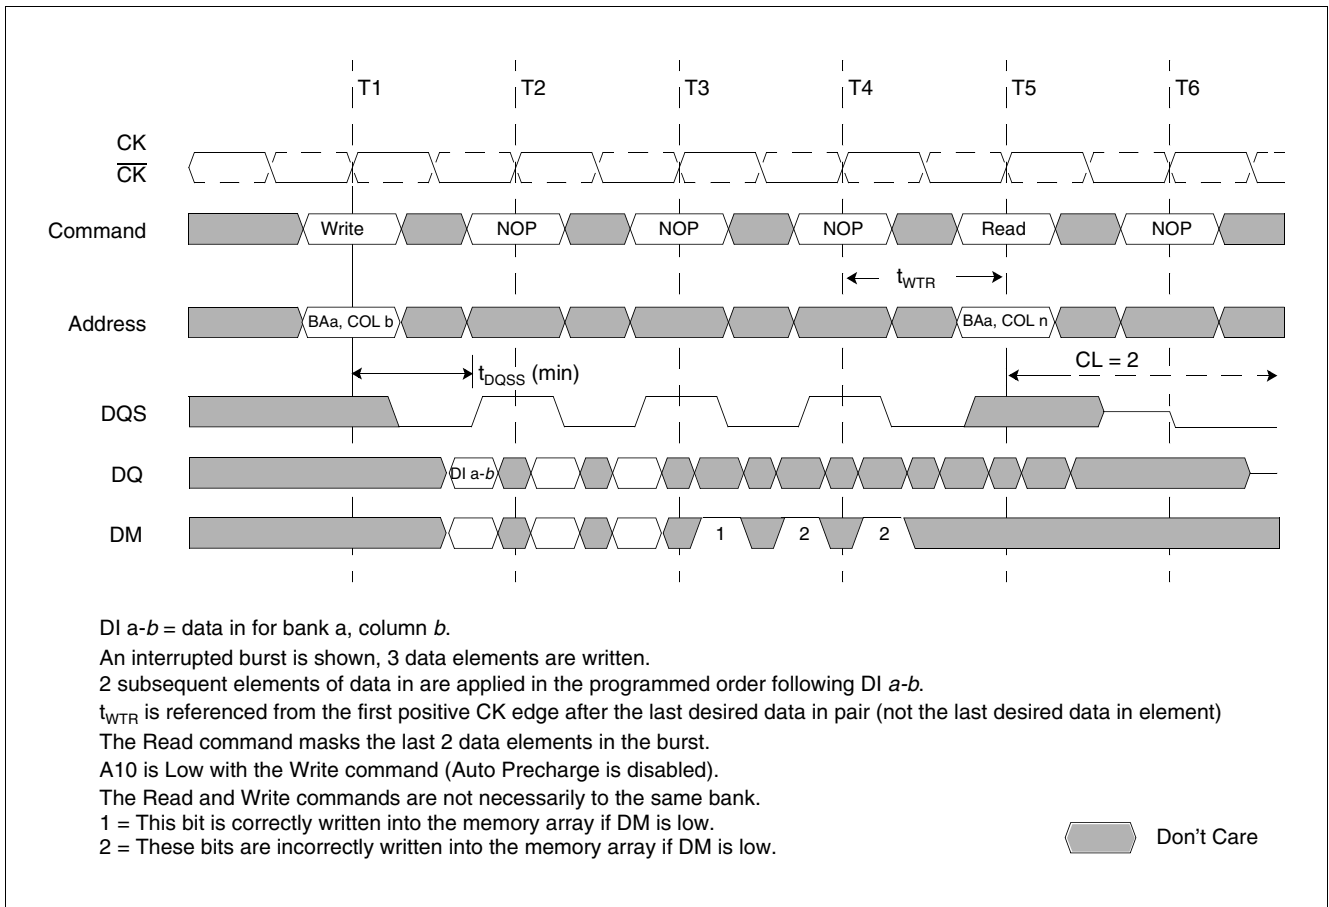 T1 T2 T3 T4 T5 T6
CK
CK
Command Write NOP NOP NOP Read NOP
tWTR
Address BAa, COL b BAa, COL n
CL = 2
tDQSS (min)
DQS
DQ DI a-b
DM 1 2 2
DI a-b = data in for bank a, column b.
An interrupted burst is shown, 3 data elements are written.
2 subsequent elements of data in are applied in the programmed order following DI a-b.
tWTR is referenced from the first positive CK edge after the last desired data in pair (not the last desired data in element)
The Read command masks the last 2 data elements in the burst.
A10 is Low with the Write command (Auto Precharge is disabled).
The Read and Write commands are not necessarily to the same bank.
1 = This bit is correctly written into the memory array if DM is low.
2 = These bits are incorrectly written into the memory array if DM is low.
Don't Care